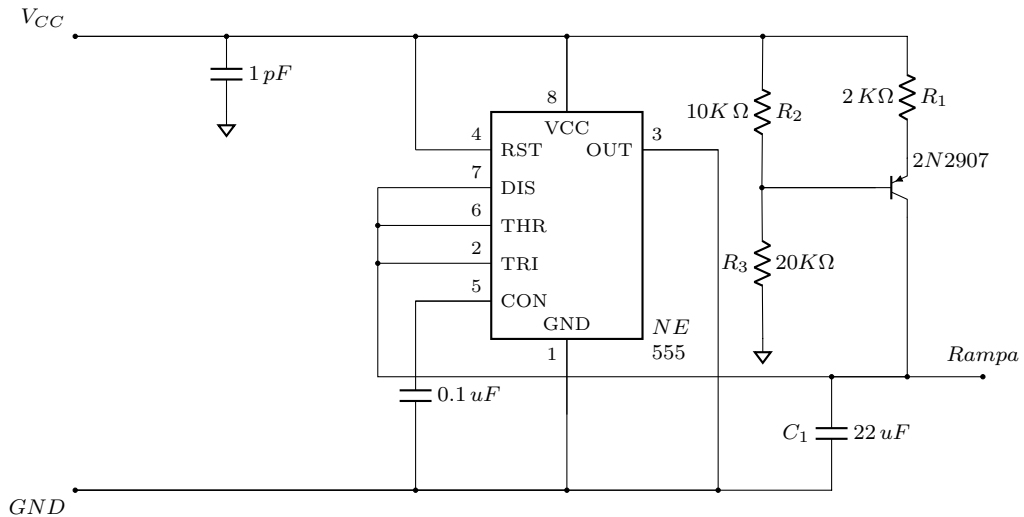 V_CC
1 pF
8
VCC
4
RST
OUT
3
7
DIS
6
THR
2
TRI
5
CON
GND
1
NE
555
0.1 uF
10K Ω
R_2
2 KΩ
R_1
2N2907
R_3
20KΩ
Rampa
C_1
22 uF
GND